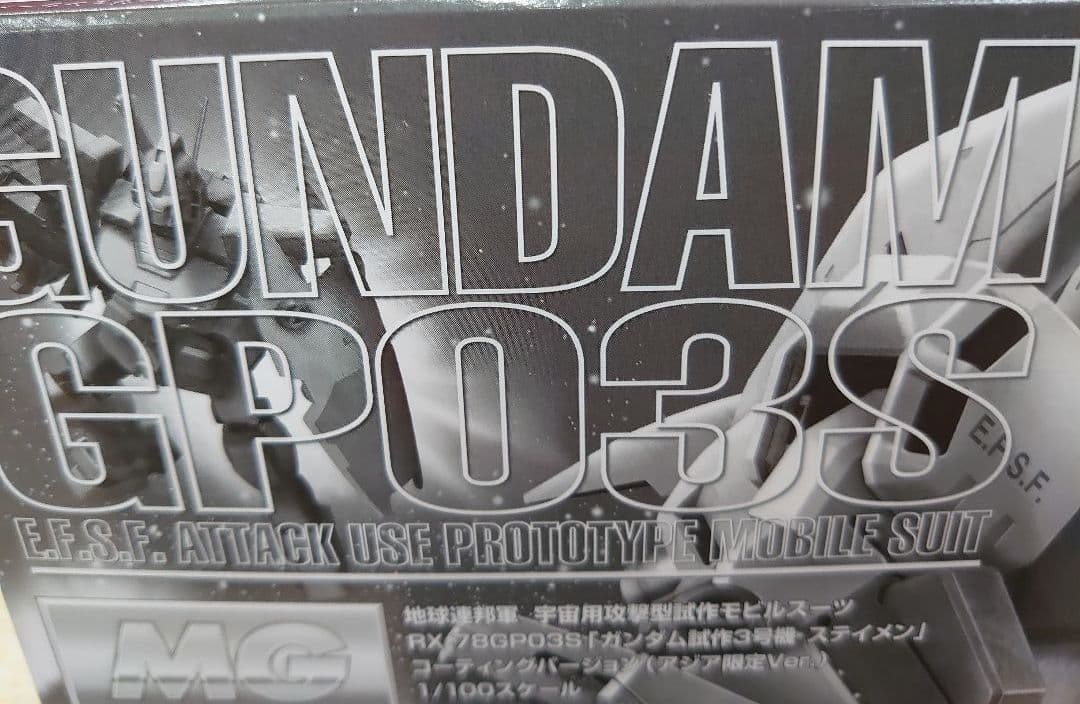 GUNDAM
GP03S
E.F.S.F.
E.F.S.F. ATTACK USE PROTOTYPE MOBILE SUIT
MG
地球連邦軍 宇宙用攻撃型試作モビルスーツ
RX-78GP03S「ガンダム試作3号機 ステイメン」
コーティングバージョン（アジア限定Ver.）
1/100スケール